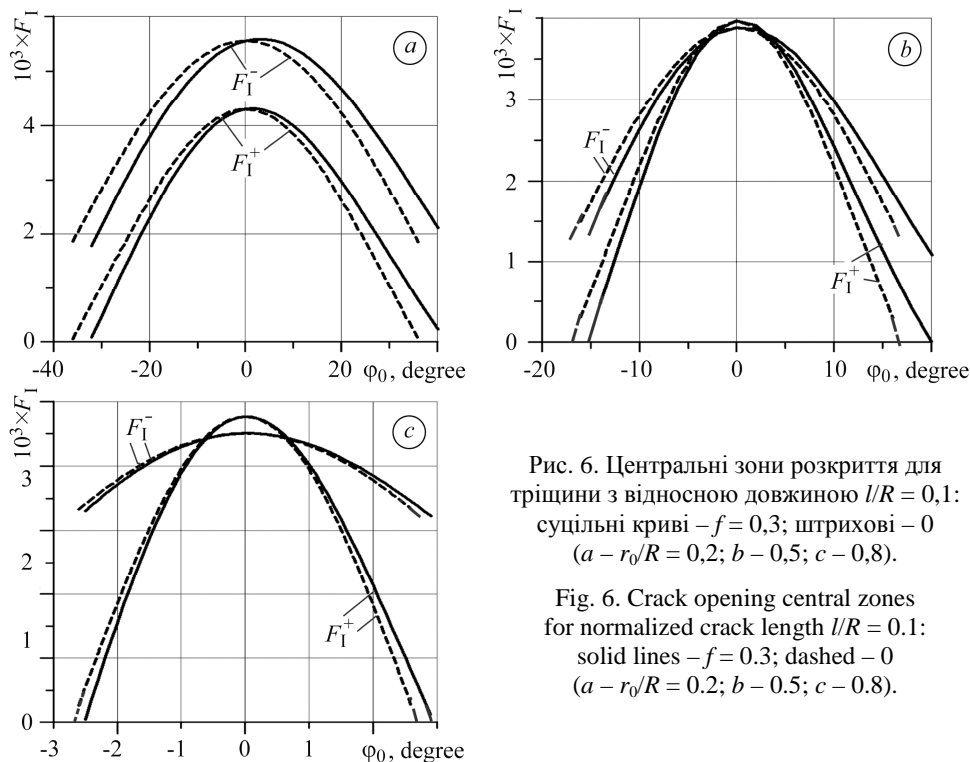 10³×F_I
a
F_I⁻
F_I⁺
4
2
0
-40 -20 0 20 φ₀, degree
10³×F_I
b
3
F_I⁻
2
1
F_I⁺
0
-20 -10 0 10 φ₀, degree
10³×F_I
c
F_I⁻
3
2
1
F_I⁺
0
-3 -2 -1 0 1 φ₀, degree
Рис. 6. Центральні зони розкриття для
тріщини з відносною довжиною l/R = 0,1:
суцільні криві – f = 0,3; штрихові – 0
(a – r₀/R = 0,2; b – 0,5; c – 0,8).
Fig. 6. Crack opening central zones
for normalized crack length l/R = 0.1:
solid lines – f = 0.3; dashed – 0
(a – r₀/R = 0.2; b – 0.5; c – 0.8).